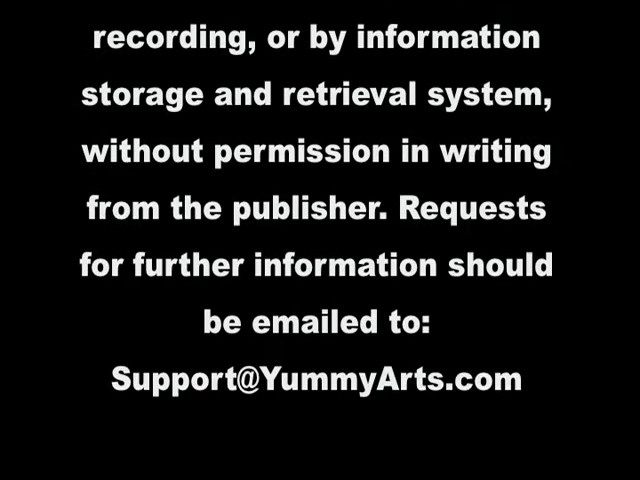 recording, or by information
storage and retrieval system,
without permission in writing
from the publisher. Requests
for further information should
be emailed to:
Support@YummyArts.com